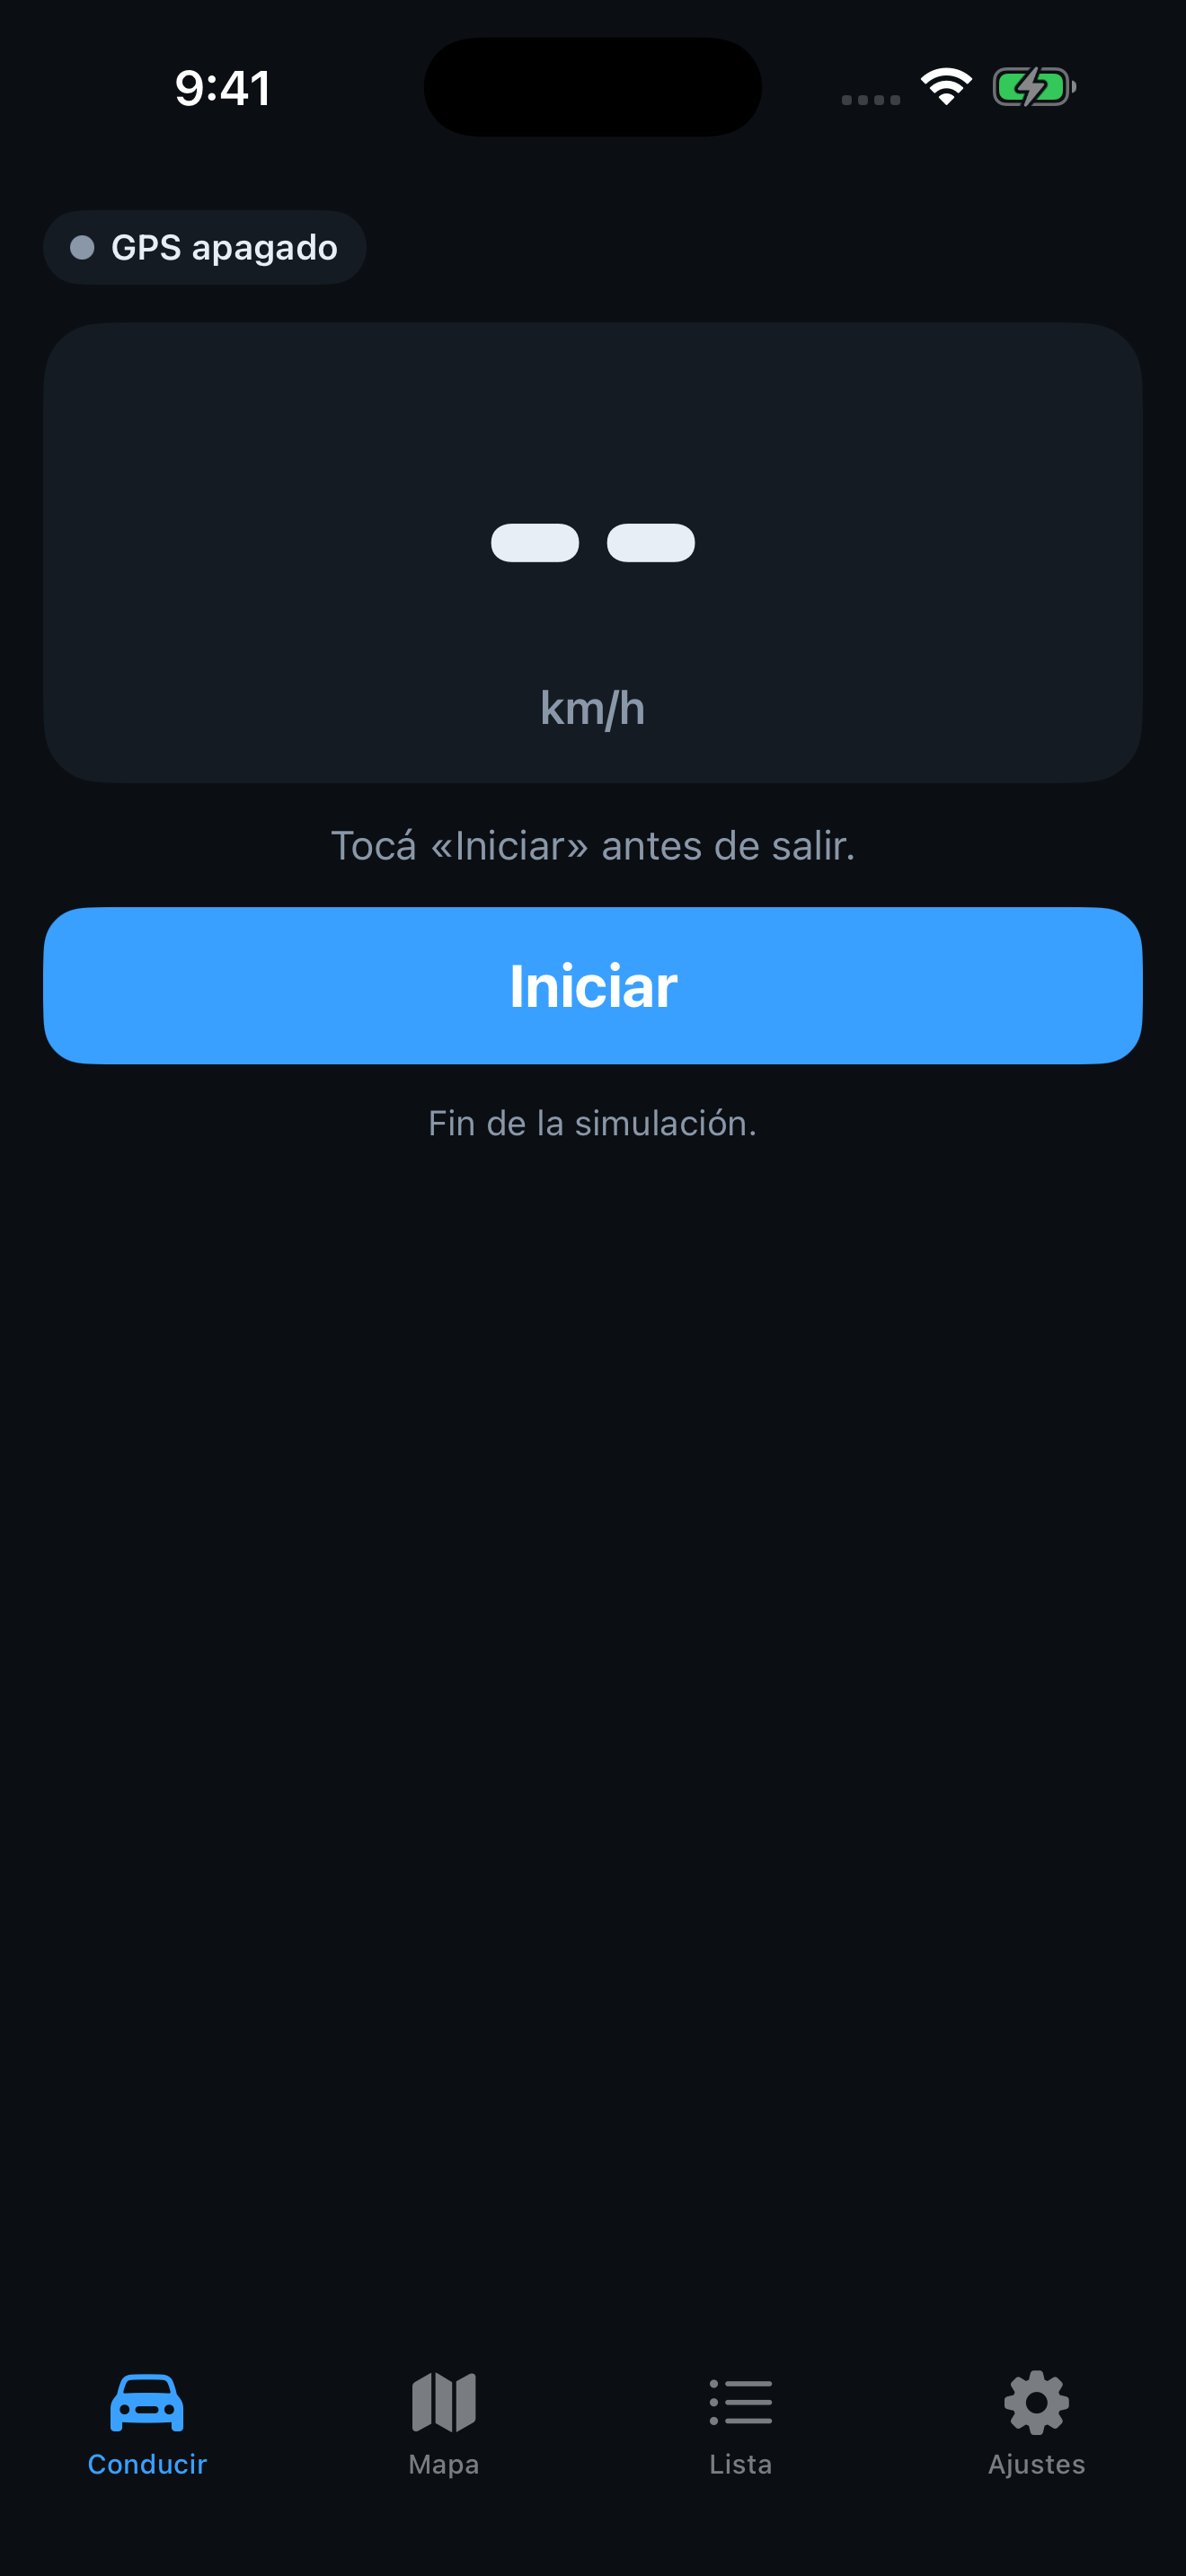 9:41
GPS apagado
--
km/h
Tocá «Iniciar» antes de salir.
Iniciar
Fin de la simulación.
Conducir
Mapa
Lista
Ajustes